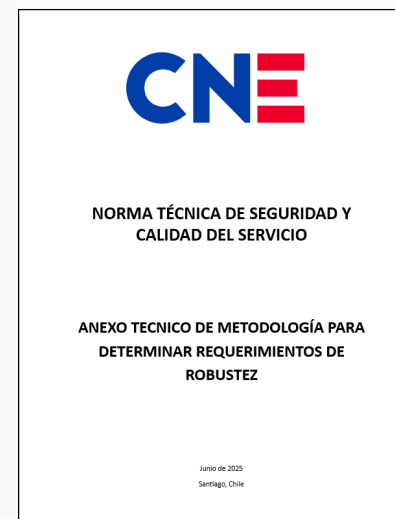 CNE
NORMA TÉCNICA DE SEGURIDAD Y
CALIDAD DEL SERVICIO
ANEXO TECNICO DE METODOLOGÍA PARA
DETERMINAR REQUERIMIENTOS DE
ROBUSTEZ
Junio de 2025
Santiago, Chile